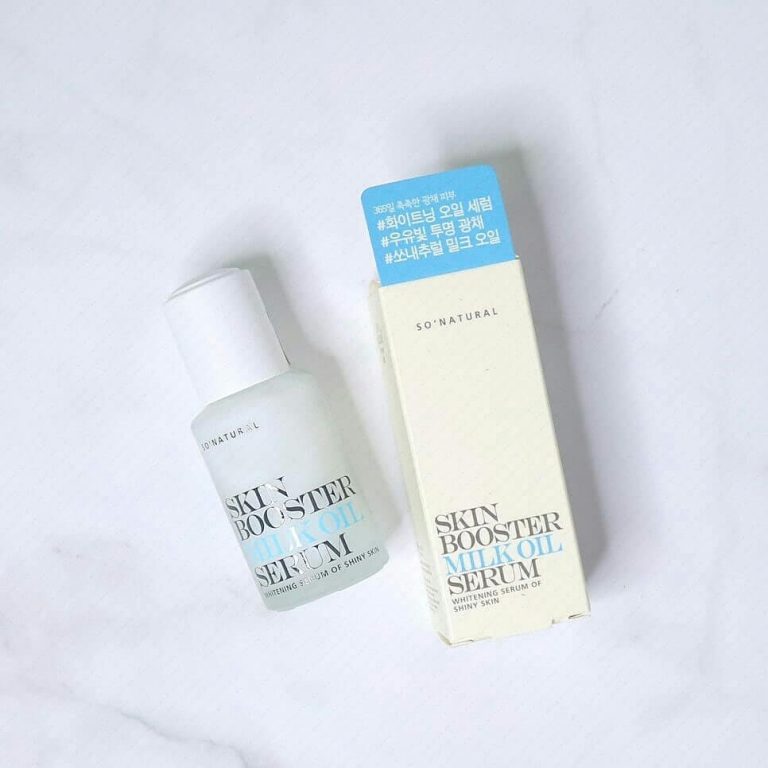 SO'NATURAL
SKIN
BOOSTER
MILK OIL
SERUM
WHITENING SERUM OF SHINY SKIN
365일 촉촉한 광채 피부
#화이트닝 오일 세럼
#우유빛 투명 광채
#쏘내추럴 밀크 오일
SO'NATURAL
SKIN
BOOSTER
MILK OIL
SERUM
WHITENING SERUM OF
SHINY SKIN